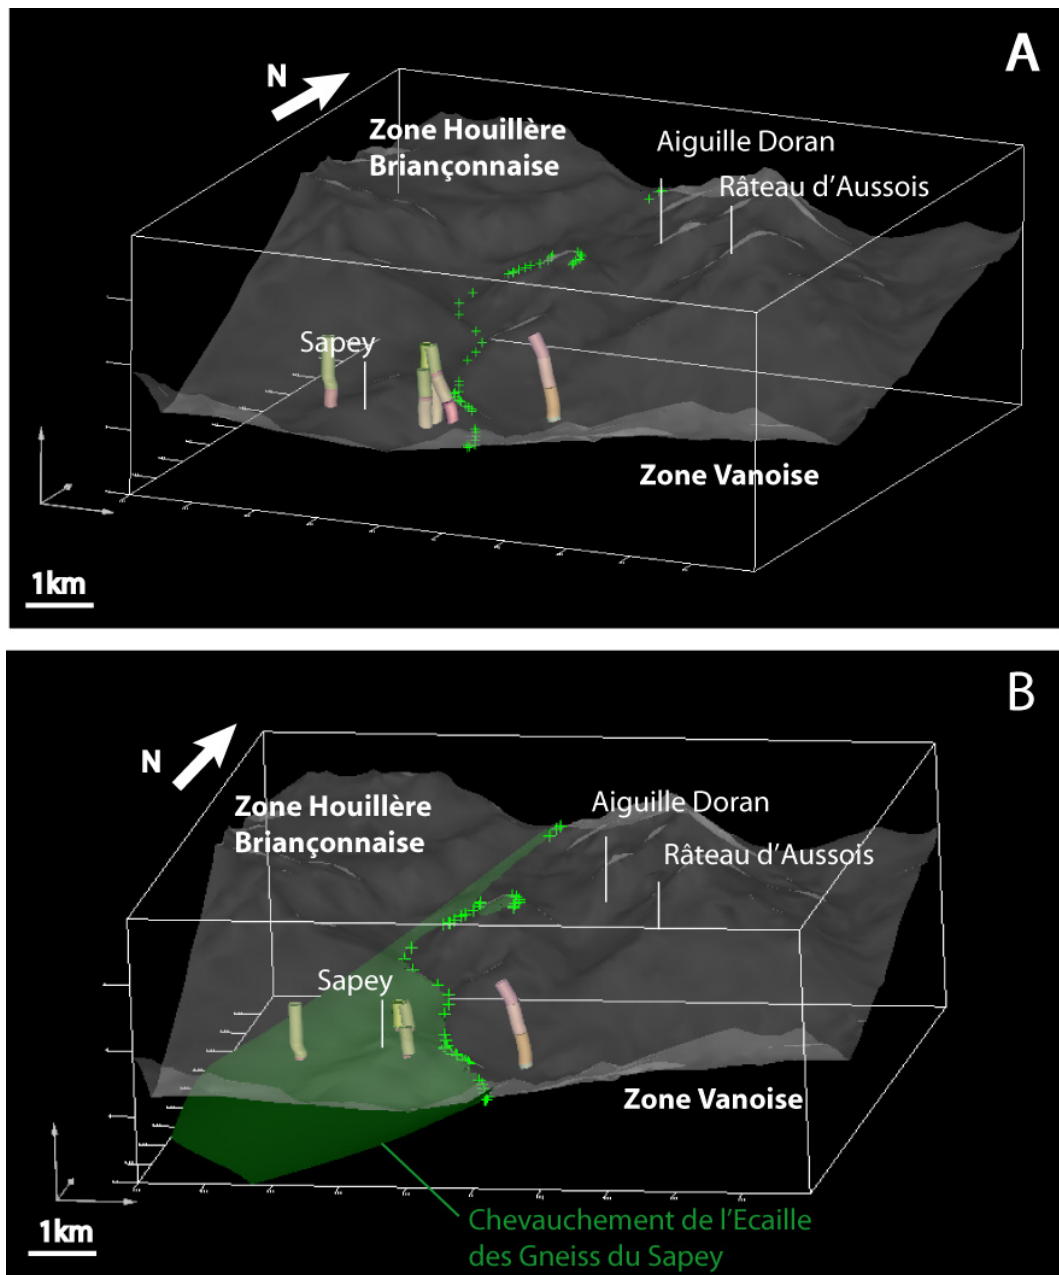 A
N
Zone Houillère
Briançonnaise
Aiguille Doran
Râteau d'Aussois
Sapey
Zone Vanoise
1km
B
N
Zone Houillère
Briançonnaise
Aiguille Doran
Râteau d'Aussois
Sapey
Zone Vanoise
1km
Chevauchement de l'Ecaille
des Gneiss du Sapey